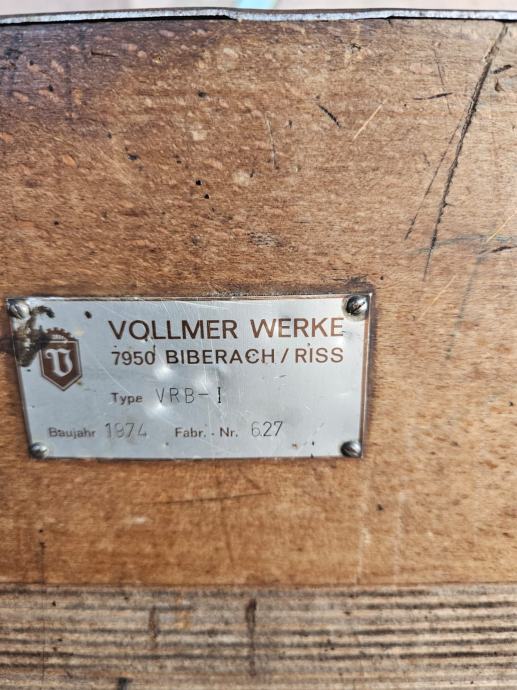 VOLLMER WERKE
7950 BIBERACH/RISS
Type VRB-I
Baujahr 1974 Fabr.-Nr. 627